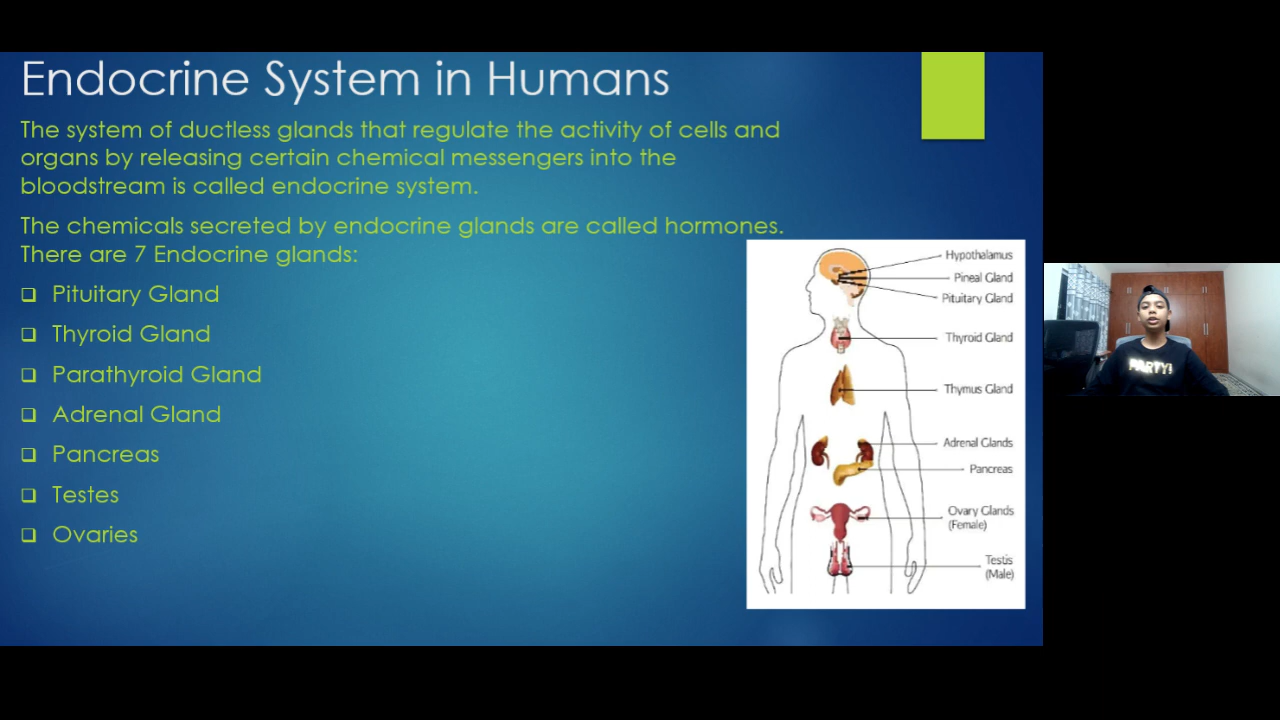 Endocrine System in Humans
The system of ductless glands that regulate the activity of cells and
organs by releasing certain chemical messengers into the
bloodstream is called endocrine system.
The chemicals secreted by endocrine glands are called hormones.
There are 7 Endocrine glands:
Pituitary Gland
Thyroid Gland
Parathyroid Gland
Adrenal Gland
Pancreas
Testes
Ovaries
Hypothalamus
Pineal Gland
Pituitary Gland
Thyroid Gland
Thymus Gland
Adrenal Glands
Pancreas
Ovary Glands
(Female)
Testis
(Male)
PARTY!